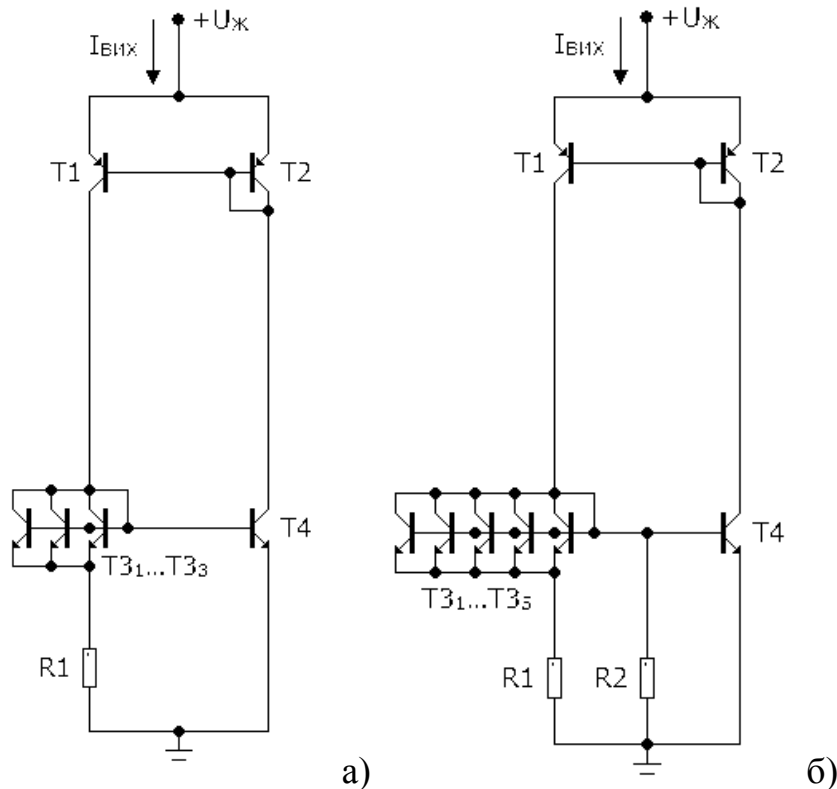 +Uж
Iвих
T1
T2
T3₁...T3₃
T4
R1
а)
+Uж
Iвих
T1
T2
T3₁...T3₅
T4
R1
R2
б)